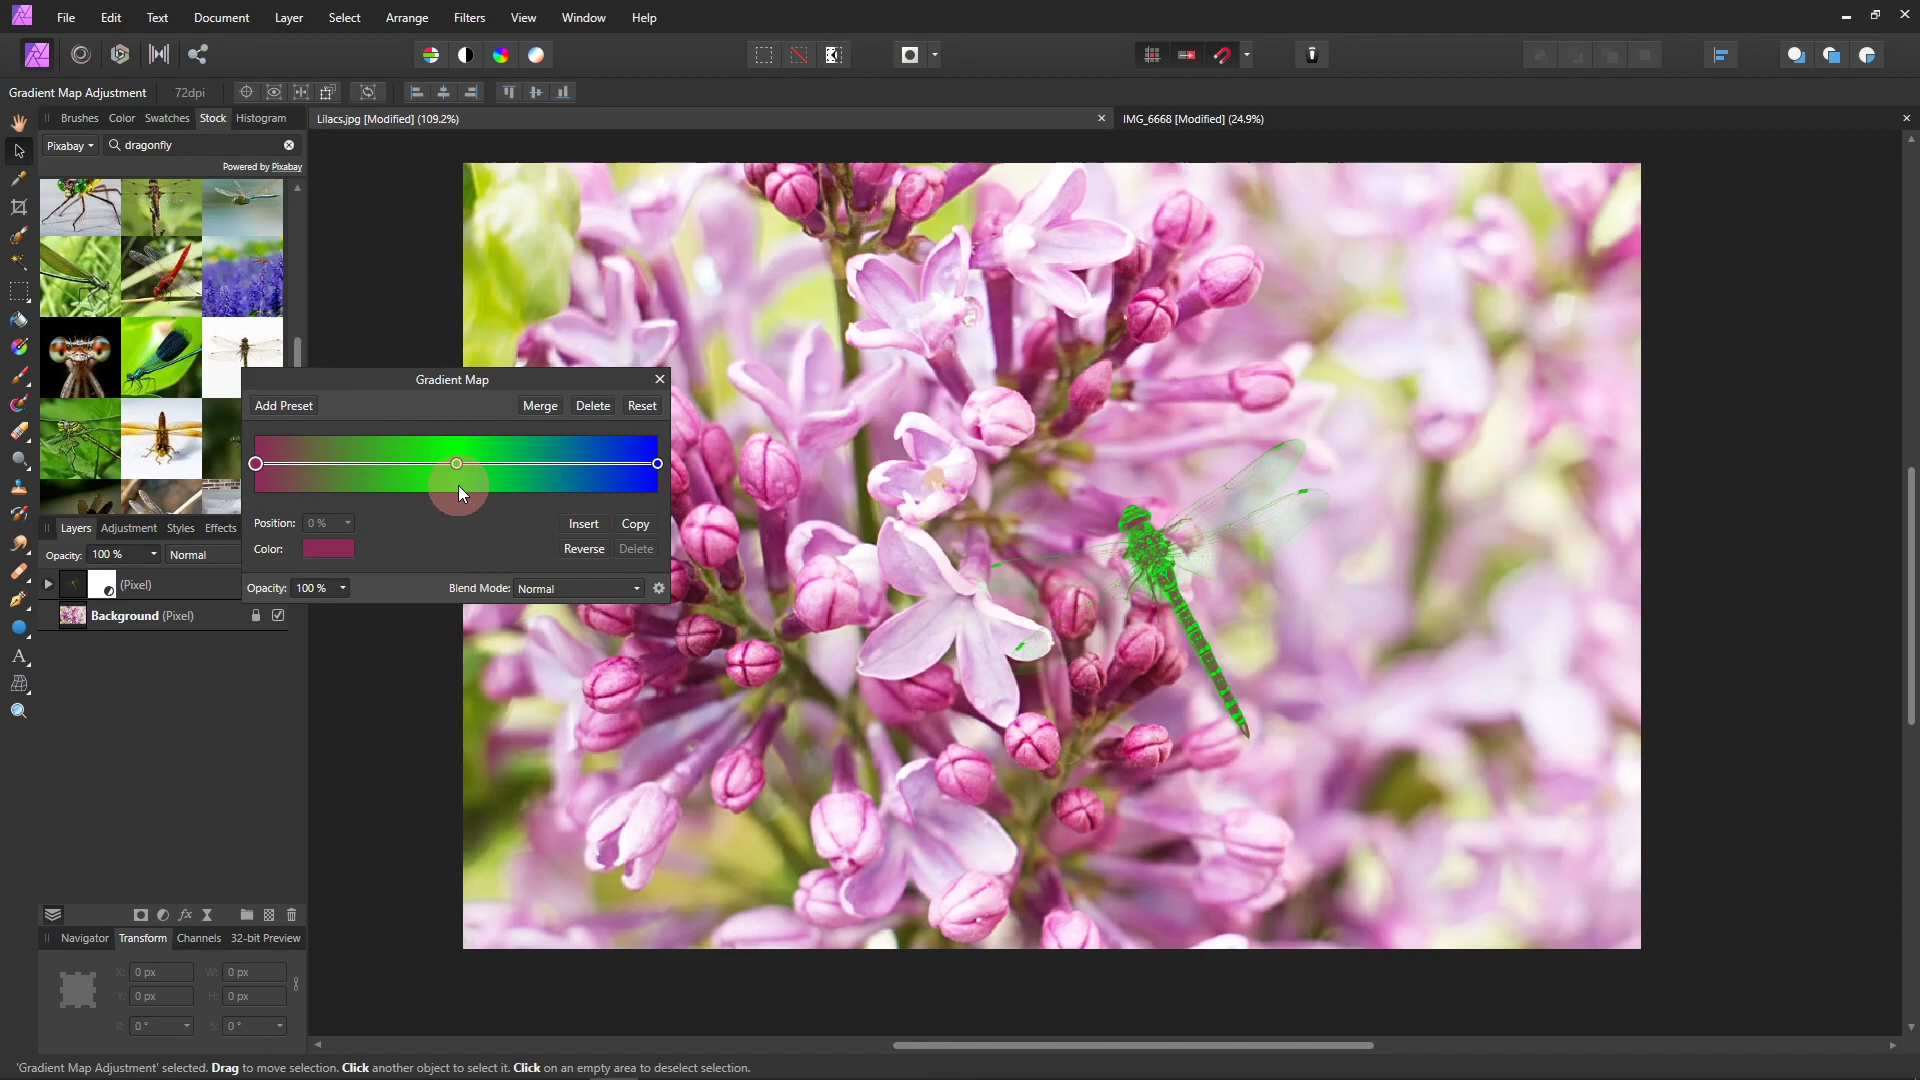 File Edit Text Document Layer Select Arrange Filters View Window Help
Gradient Map Adjustment 72dpi
Brushes Color Swatches Stock Histogram
Lilacs.jpg [Modified] (109.2%)
IMG_6668 [Modified] (24.9%)
Pixabay dragonfly
Powered by Pixabay
Gradient Map
Add Preset Merge Delete Reset
Position: 0 % Insert Copy
Color: Reverse Delete
Opacity: 100 % Blend Mode: Normal
Layers Adjustment Styles Effects
Opacity: 100 % Normal
(Pixel)
Background (Pixel)
Navigator Transform Channels 32-bit Preview
X: 0 px W: 0 px
Y: 0 px H: 0 px
R: 0 ° S: 0 °
'Gradient Map Adjustment' selected. Drag to move selection. Click another object to select it. Click on an empty area to deselect selection.